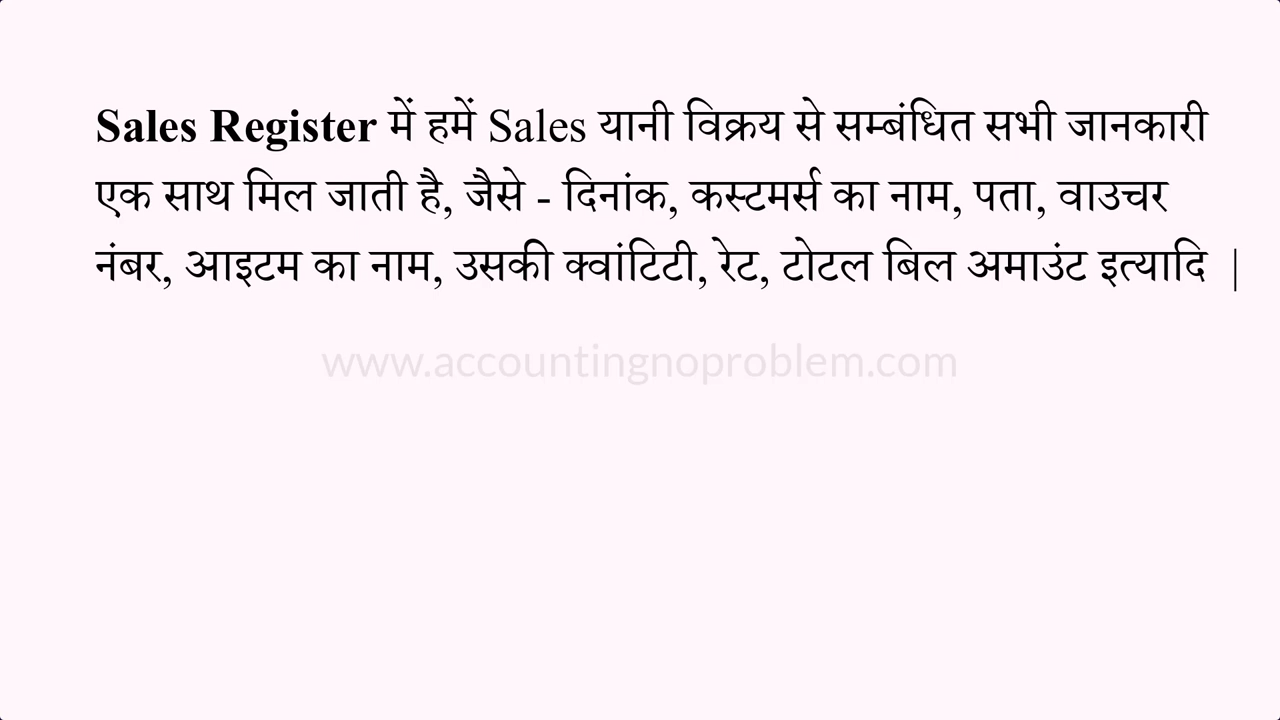 Sales Register में हमें Sales यानी विक्रय से सम्बंधित सभी जानकारी
एक साथ मिल जाती है, जैसे - दिनांक, कस्टमर्स का नाम, पता, वाउचर
नंबर, आइटम का नाम, उसकी क्वांटिटी, रेट, टोटल बिल अमाउंट इत्यादि |
www.accountingnoproblem.com